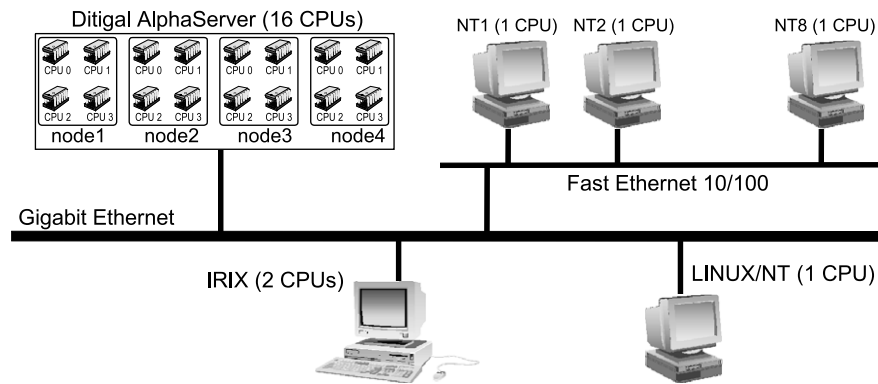 Ditigal AlphaServer (16 CPUs)
CPU 0 CPU 1 CPU 0 CPU 1 CPU 0 CPU 1 CPU 0 CPU 1
CPU 2 CPU 3 CPU 2 CPU 3 CPU 2 CPU 3 CPU 2 CPU 3
node1 node2 node3 node4
NT1 (1 CPU) NT2 (1 CPU) NT8 (1 CPU)
Fast Ethernet 10/100
Gigabit Ethernet
IRIX (2 CPUs)
LINUX/NT (1 CPU)